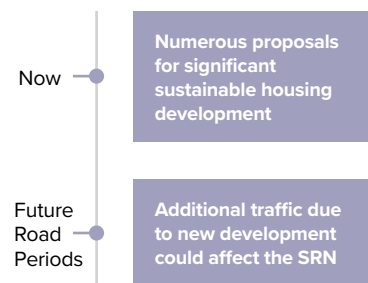 Now
Numerous proposals
for significant
sustainable housing
development
Future
Road
Periods
Additional traffic due
to new development
could affect the SRN